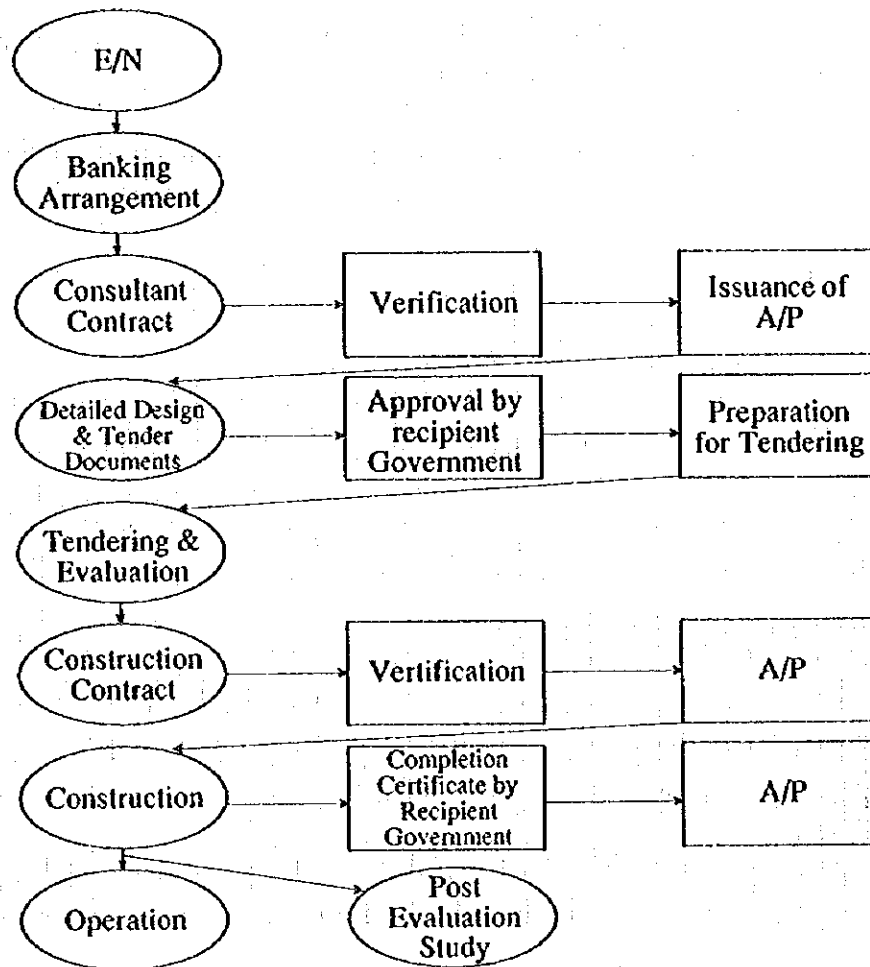 E/N
Banking
Arrangement
Consultant
Contract
Verification
Issuance of
A/P
Detailed Design
& Tender
Documents
Approval by
recipient
Government
Preparation
for Tendering
Tendering &
Evaluation
Construction
Contract
Vertification
A/P
Construction
Completion
Certificate by
Recipient
Government
A/P
Operation
Post
Evaluation
Study